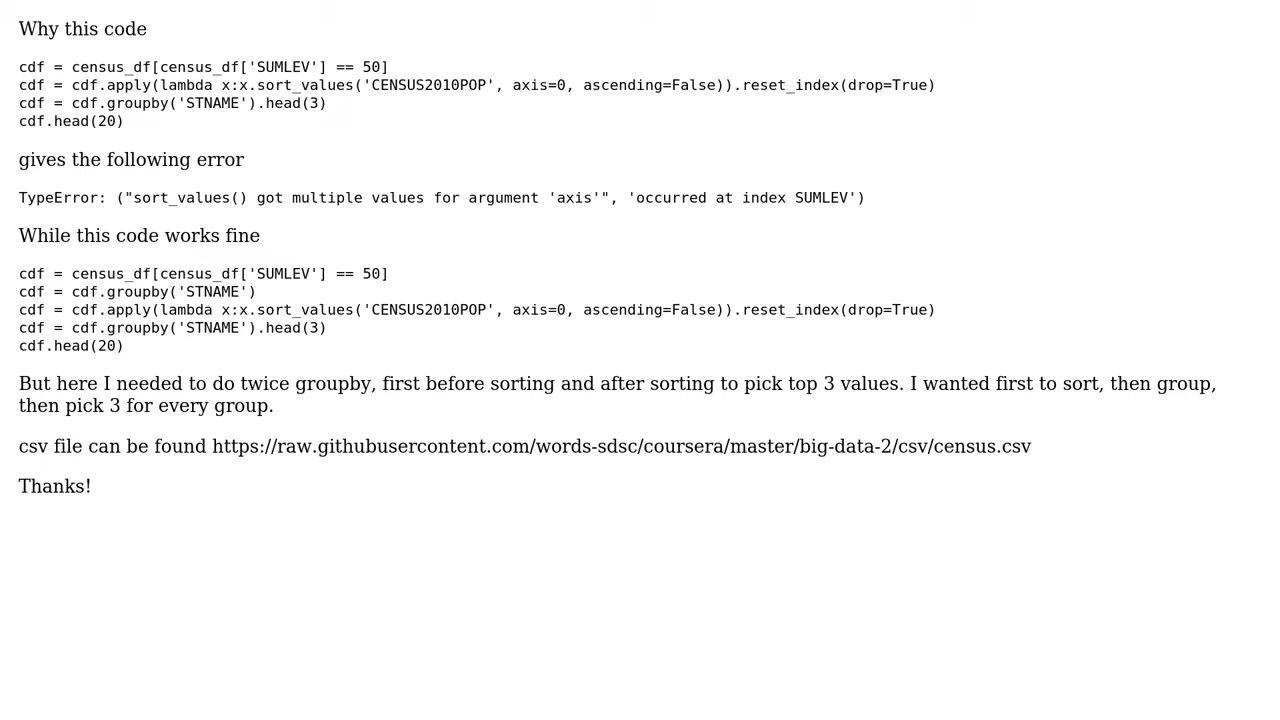 Why this code
cdf = census_df[census_df['SUMLEV'] == 50]
cdf = cdf.apply(lambda x:x.sort_values('CENSUS2010POP', axis=0, ascending=False)).reset_index(drop=True)
cdf = cdf.groupby('STNAME').head(3)
cdf.head(20)
gives the following error
TypeError: ("sort_values() got multiple values for argument 'axis'", 'occurred at index SUMLEV')
While this code works fine
cdf = census_df[census_df['SUMLEV'] == 50]
cdf = cdf.groupby('STNAME')
cdf = cdf.apply(lambda x:x.sort_values('CENSUS2010POP', axis=0, ascending=False)).reset_index(drop=True)
cdf = cdf.groupby('STNAME').head(3)
cdf.head(20)
But here I needed to do twice groupby, first before sorting and after sorting to pick top 3 values. I wanted first to sort, then group,
then pick 3 for every group.
csv file can be found https://raw.githubusercontent.com/words-sdsc/coursera/master/big-data-2/csv/census.csv
Thanks!